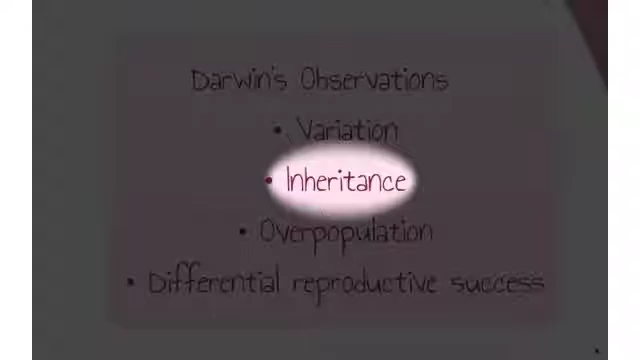 Darwin's Observations
• Variation
• Inheritance
• Overpopulation
• Differential reproductive success